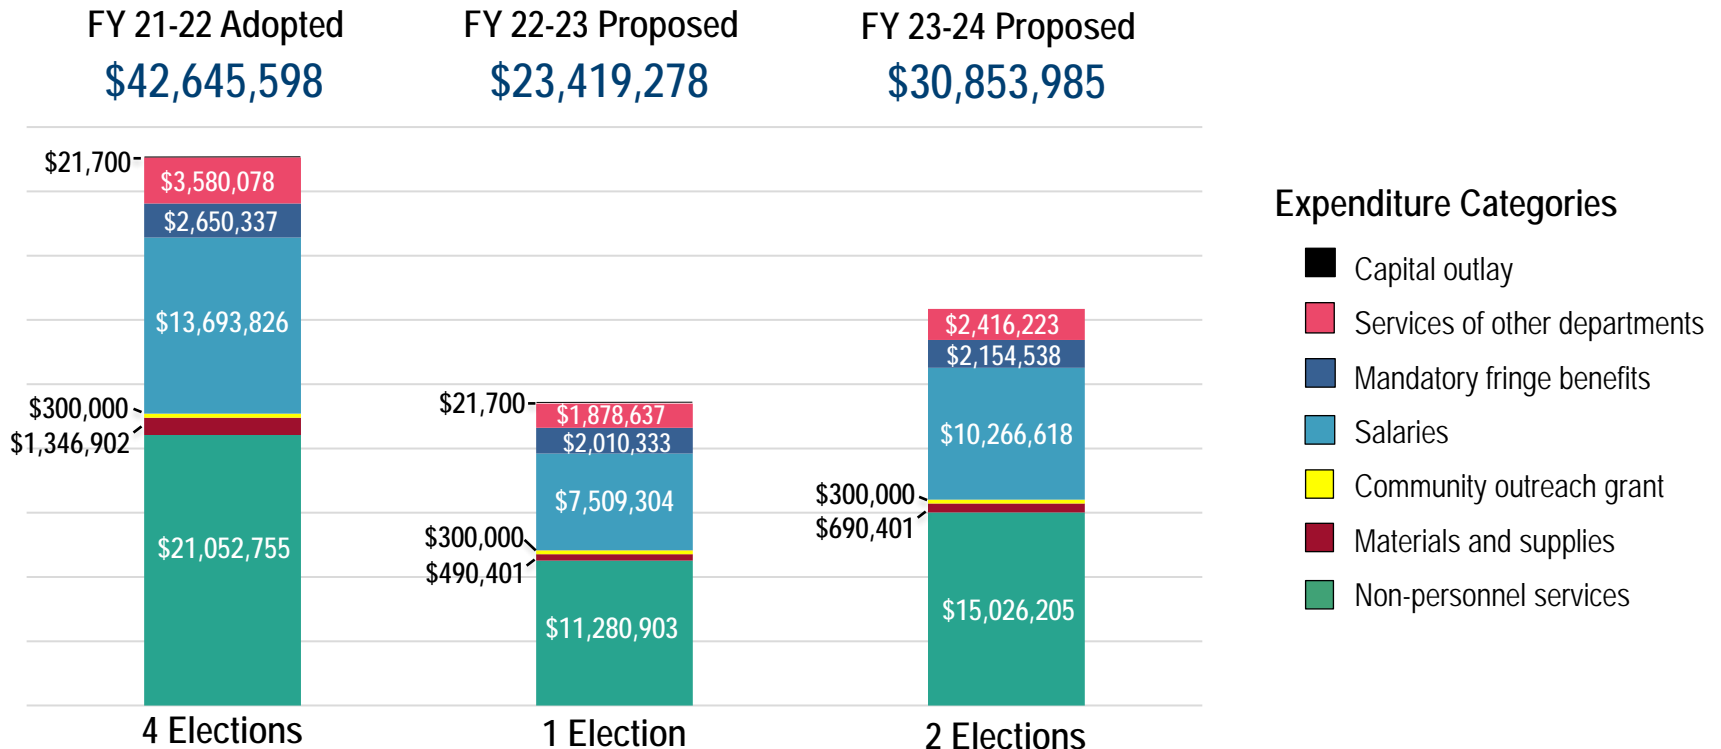 FY 21-22 Adopted
$42,645,598
FY 22-23 Proposed
$23,419,278
FY 23-24 Proposed
$30,853,985
$21,700
$3,580,078
$2,650,337
$13,693,826
$300,000
$1,346,902
$21,052,755
4 Elections
$21,700
$1,878,637
$2,010,333
$7,509,304
$300,000
$490,401
$11,280,903
1 Election
$2,416,223
$2,154,538
$10,266,618
$300,000
$690,401
$15,026,205
2 Elections
Expenditure Categories
Capital outlay
Services of other departments
Mandatory fringe benefits
Salaries
Community outreach grant
Materials and supplies
Non-personnel services